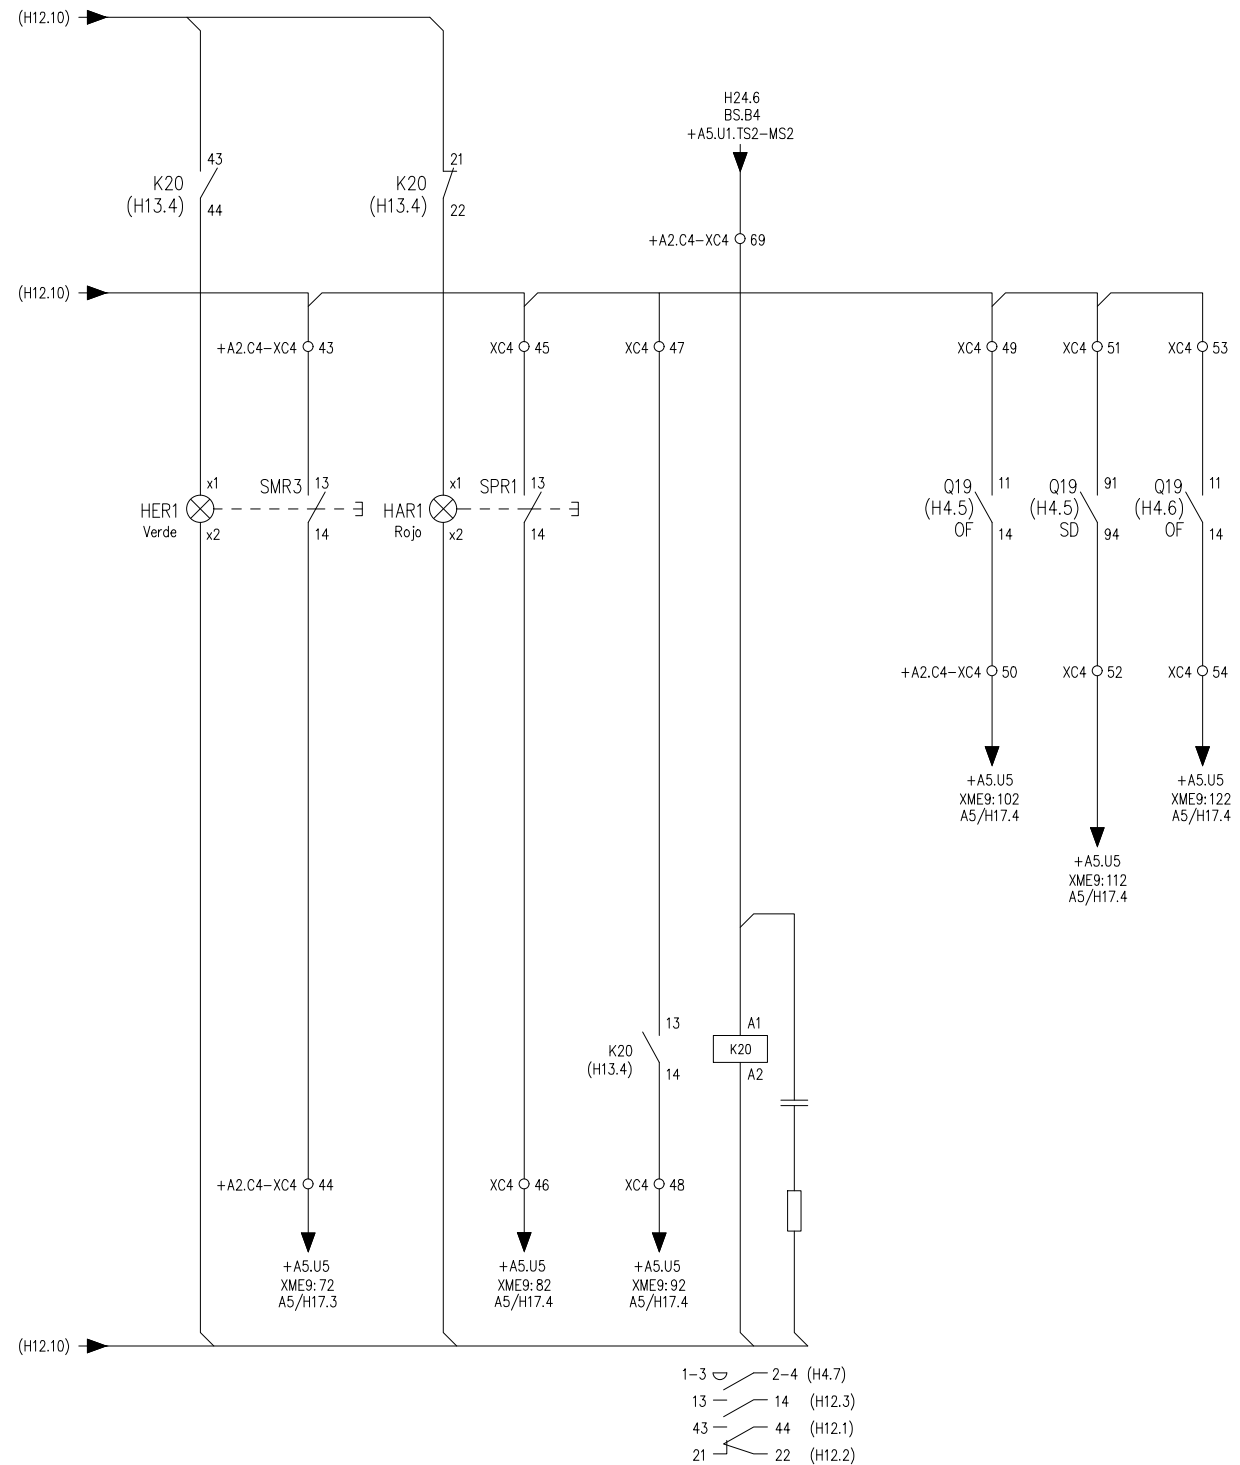 (H12.10)
H24.6
BS.B4
+A5.U1.TS2-MS2
43
K20
(H13.4)
44
21
K20
(H13.4)
22
+A2.C4-XC4 69
(H12.10)
+A2.C4-XC4 43
XC4 45
XC4 47
XC4 49
XC4 51
XC4 53
x1
HER1
Verde
x2
SMR3 13
14
x1
HAR1
Rojo
x2
SPR1 13
14
Q19 11
(H4.5)
OF 14
Q19 91
(H4.5)
SD 94
Q19 11
(H4.6)
OF 14
+A2.C4-XC4 50
XC4 52
XC4 54
+A5.U5
XME9:102
A5/H17.4
+A5.U5
XME9:112
A5/H17.4
+A5.U5
XME9:122
A5/H17.4
13
K20
(H13.4)
14
A1
K20
A2
+A2.C4-XC4 44
XC4 46
XC4 48
+A5.U5
XME9:72
A5/H17.3
+A5.U5
XME9:82
A5/H17.4
+A5.U5
XME9:92
A5/H17.4
(H12.10)
1-3 2-4 (H4.7)
13 14 (H12.3)
43 44 (H12.1)
21 22 (H12.2)